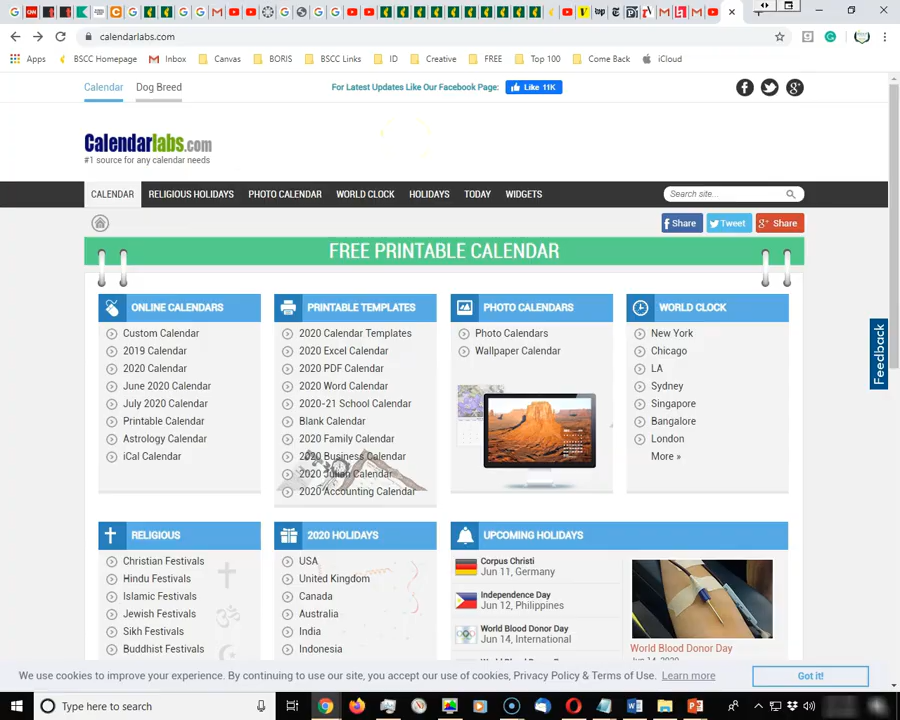 calendarlabs.com
Apps BSCC Homepage Inbox Canvas BORIS BSCC Links ID Creative FREE Top 100 Come Back iCloud
Calendar Dog Breed For Latest Updates Like Our Facebook Page: Like 11K
Calendarlabs.com
#1 source for any calendar needs
CALENDAR RELIGIOUS HOLIDAYS PHOTO CALENDAR WORLD CLOCK HOLIDAYS TODAY WIDGETS Search site...
Share Tweet Share
FREE PRINTABLE CALENDAR
ONLINE CALENDARS
Custom Calendar
2019 Calendar
2020 Calendar
June 2020 Calendar
July 2020 Calendar
Printable Calendar
Astrology Calendar
iCal Calendar
PRINTABLE TEMPLATES
2020 Calendar Templates
2020 Excel Calendar
2020 PDF Calendar
2020 Word Calendar
2020-21 School Calendar
Blank Calendar
2020 Family Calendar
2020 Business Calendar
2020 Julian Calendar
2020 Accounting Calendar
PHOTO CALENDARS
Photo Calendars
Wallpaper Calendar
WORLD CLOCK
New York
Chicago
LA
Sydney
Singapore
Bangalore
London
More »
Feedback
RELIGIOUS
Christian Festivals
Hindu Festivals
Islamic Festivals
Jewish Festivals
Sikh Festivals
Buddhist Festivals
2020 HOLIDAYS
USA
United Kingdom
Canada
Australia
India
Indonesia
UPCOMING HOLIDAYS
Corpus Christi
Jun 11, Germany
Independence Day
Jun 12, Philippines
World Blood Donor Day
Jun 14, International
World Blood Donor Day
We use cookies to improve your experience. By continuing to use our site, you accept our use of cookies, Privacy Policy & Terms of Use. Learn more Got it!
Type here to search